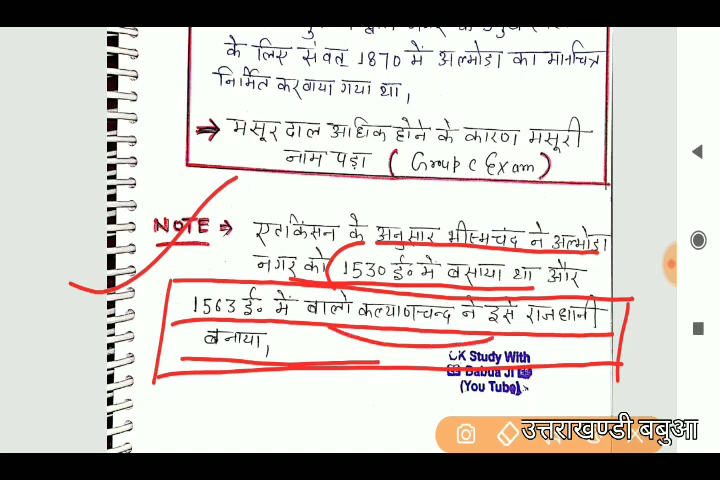 के लिए संवत् 1870 में अल्मोडा का मानचित्र
निर्मित करवाया गया था।
⇒ मसूर दाल अधिक होने के कारण मसूरी
नाम पड़ा (Group C Exam)
NOTE ⇒ एटकिंसन के अनुसार भीष्मचंद ने अल्मोडा
नगर को 1530 ई॰ में बसाया था और
1563 ई॰ में बालो कल्याणचन्द ने इसे राजधानी
बनाया।
UK Study With
Babua JI
(You Tube)
उत्तराखण्डी बबुआ